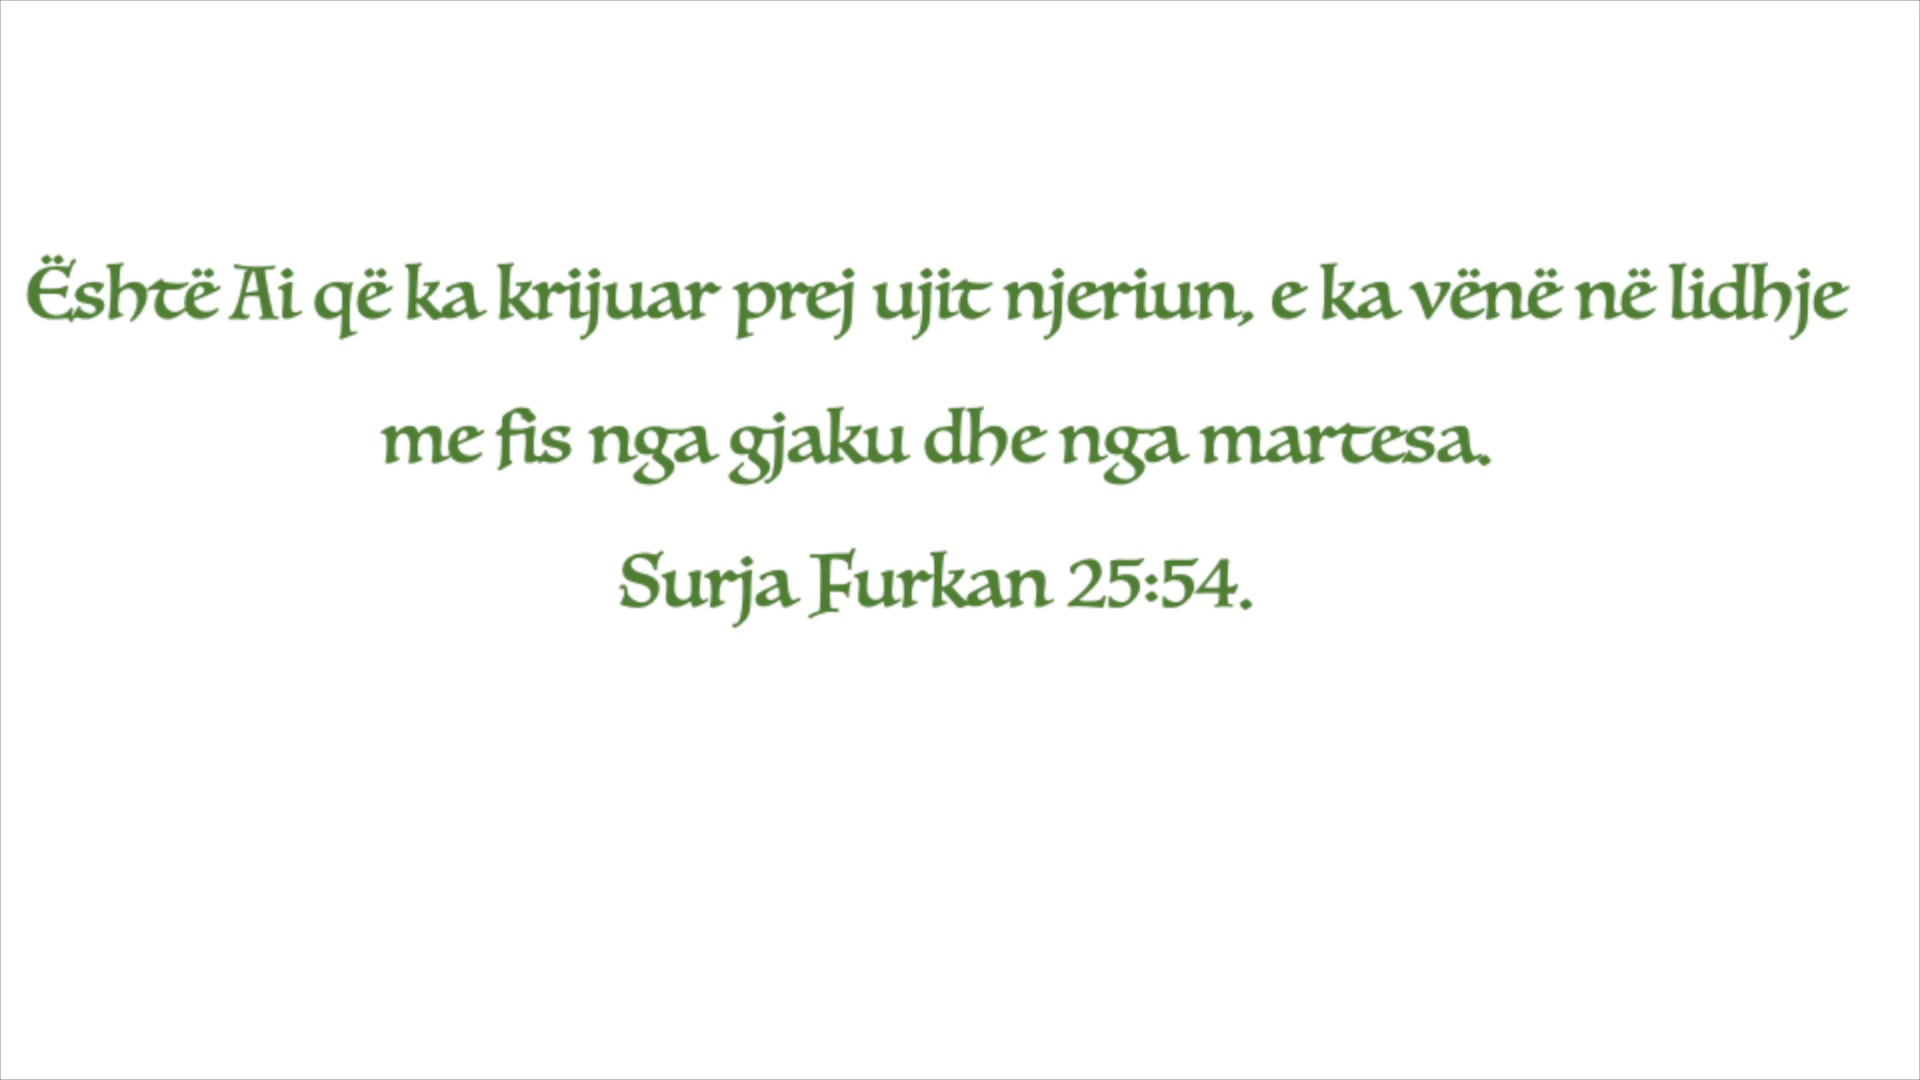 Është Ai që ka krijuar prej ujit njeriun, e ka vënë në lidhje
me fis nga gjaku dhe nga martesa.
Surja Furkan 25:54.